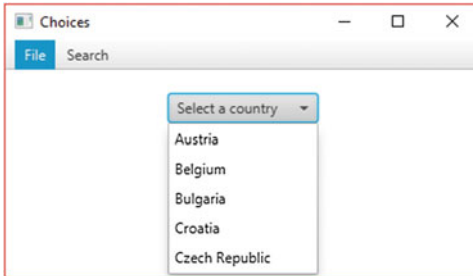 Choices
File Search
Select a country
Austria
Belgium
Bulgaria
Croatia
Czech Republic